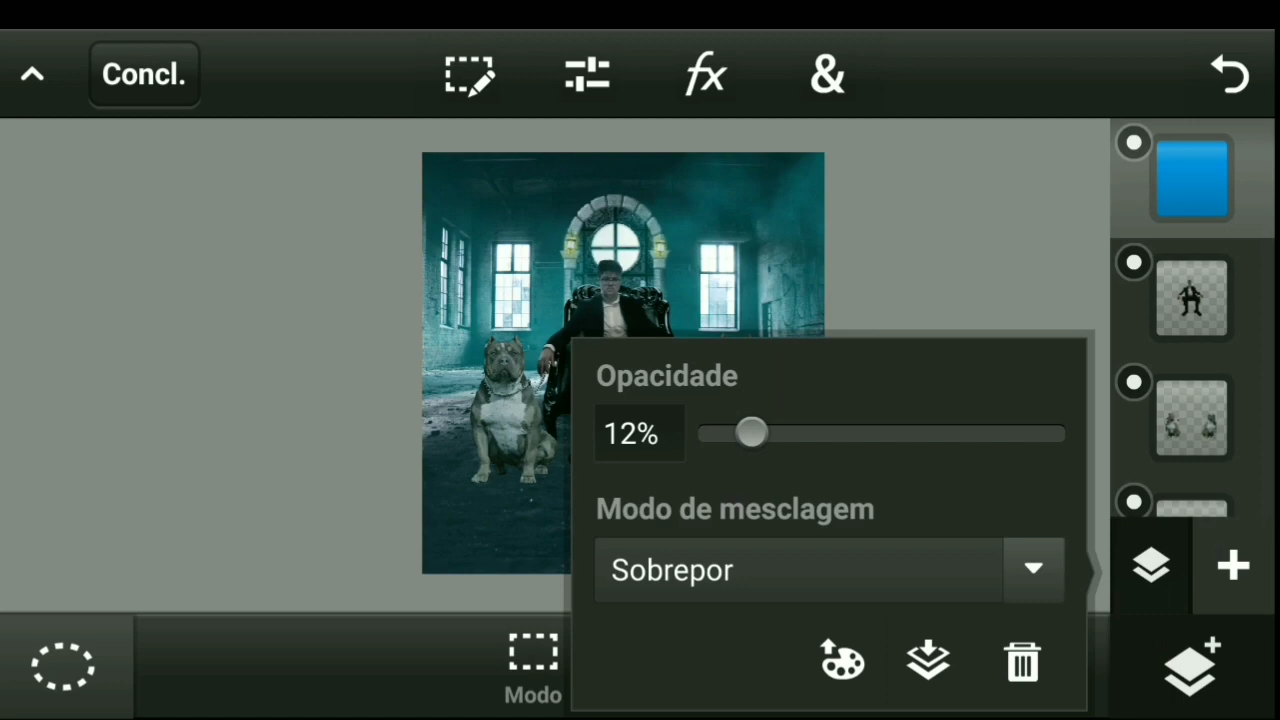 Concl.
fx
&
Opacidade
12%
Modo de mesclagem
Sobrepor
Modo